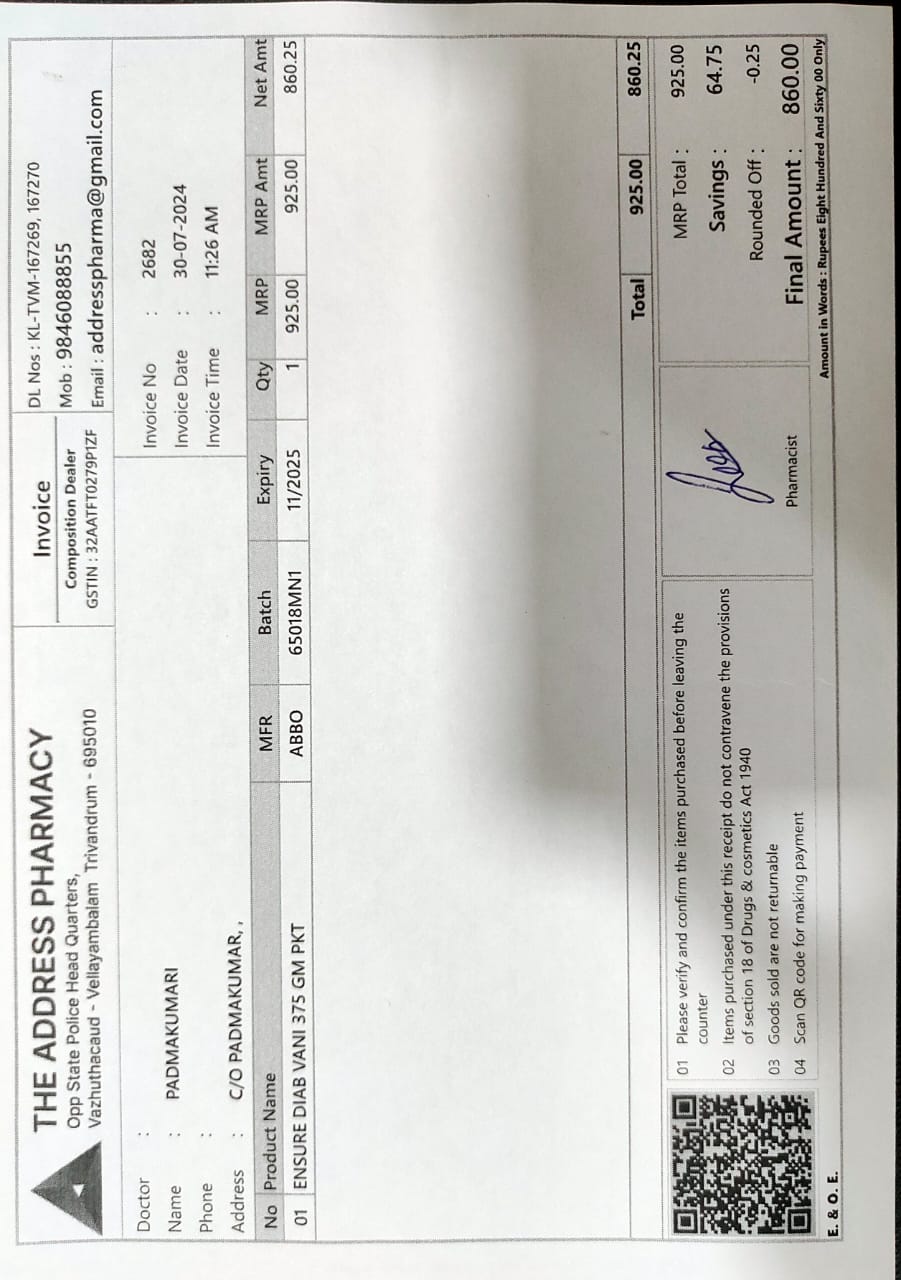 THE ADDRESS PHARMACY
Opp State Police Head Quarters,
Vazhuthacaud - Vellayambalam Trivandrum - 695010
Invoice
Composition Dealer
GSTIN : 32AATFT0279P1ZF
DL Nos : KL-TVM-167269, 167270
Mob : 9846088855
Email : addresspharma@gmail.com
Doctor :
Name : PADMAKUMARI
Phone :
Address : C/O PADMAKUMAR, ,
Invoice No : 2682
Invoice Date : 30-07-2024
Invoice Time : 11:26 AM
No Product Name MFR Batch Expiry Qty MRP MRP Amt Net Amt
01 ENSURE DIAB VANI 375 GM PKT ABBO 65018MN1 11/2025 1 925.00 925.00 860.25
Total 925.00 860.25
01 Please verify and confirm the items purchased before leaving the
counter
02 Items purchased under this receipt do not contravene the provisions
of section 18 of Drugs & cosmetics Act 1940
03 Goods sold are not returnable
04 Scan QR code for making payment
Pharmacist
MRP Total : 925.00
Savings : 64.75
Rounded Off : -0.25
Final Amount : 860.00
E. & O. E.
Amount in Words : Rupees Eight Hundred And Sixty 00 Only